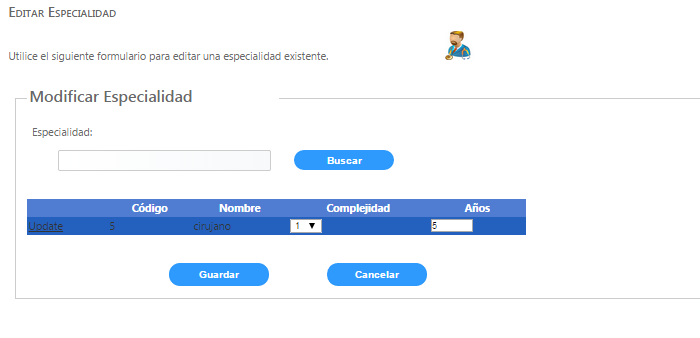 Editar Especialidad
Utilice el siguiente formulario para editar una especialidad existente.
Modificar Especialidad
Especialidad:
Buscar
Código Nombre Complejidad Años
Update 5 cirujano 1 5
Guardar Cancelar